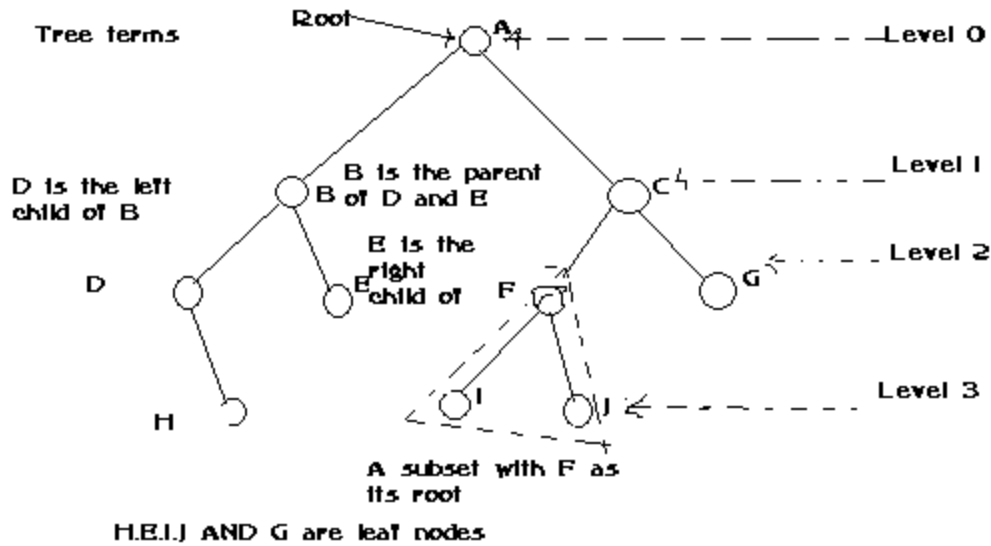 Root
A
Tree terms
Level 0
Level 1
D is the left
child of B
B
B is the parent
of D and E
C
E is the
right
child of
Level 2
D
E
F
G
Level 3
H
I
J
A subset with F as
its root
H.E.I.J AND G are leaf nodes